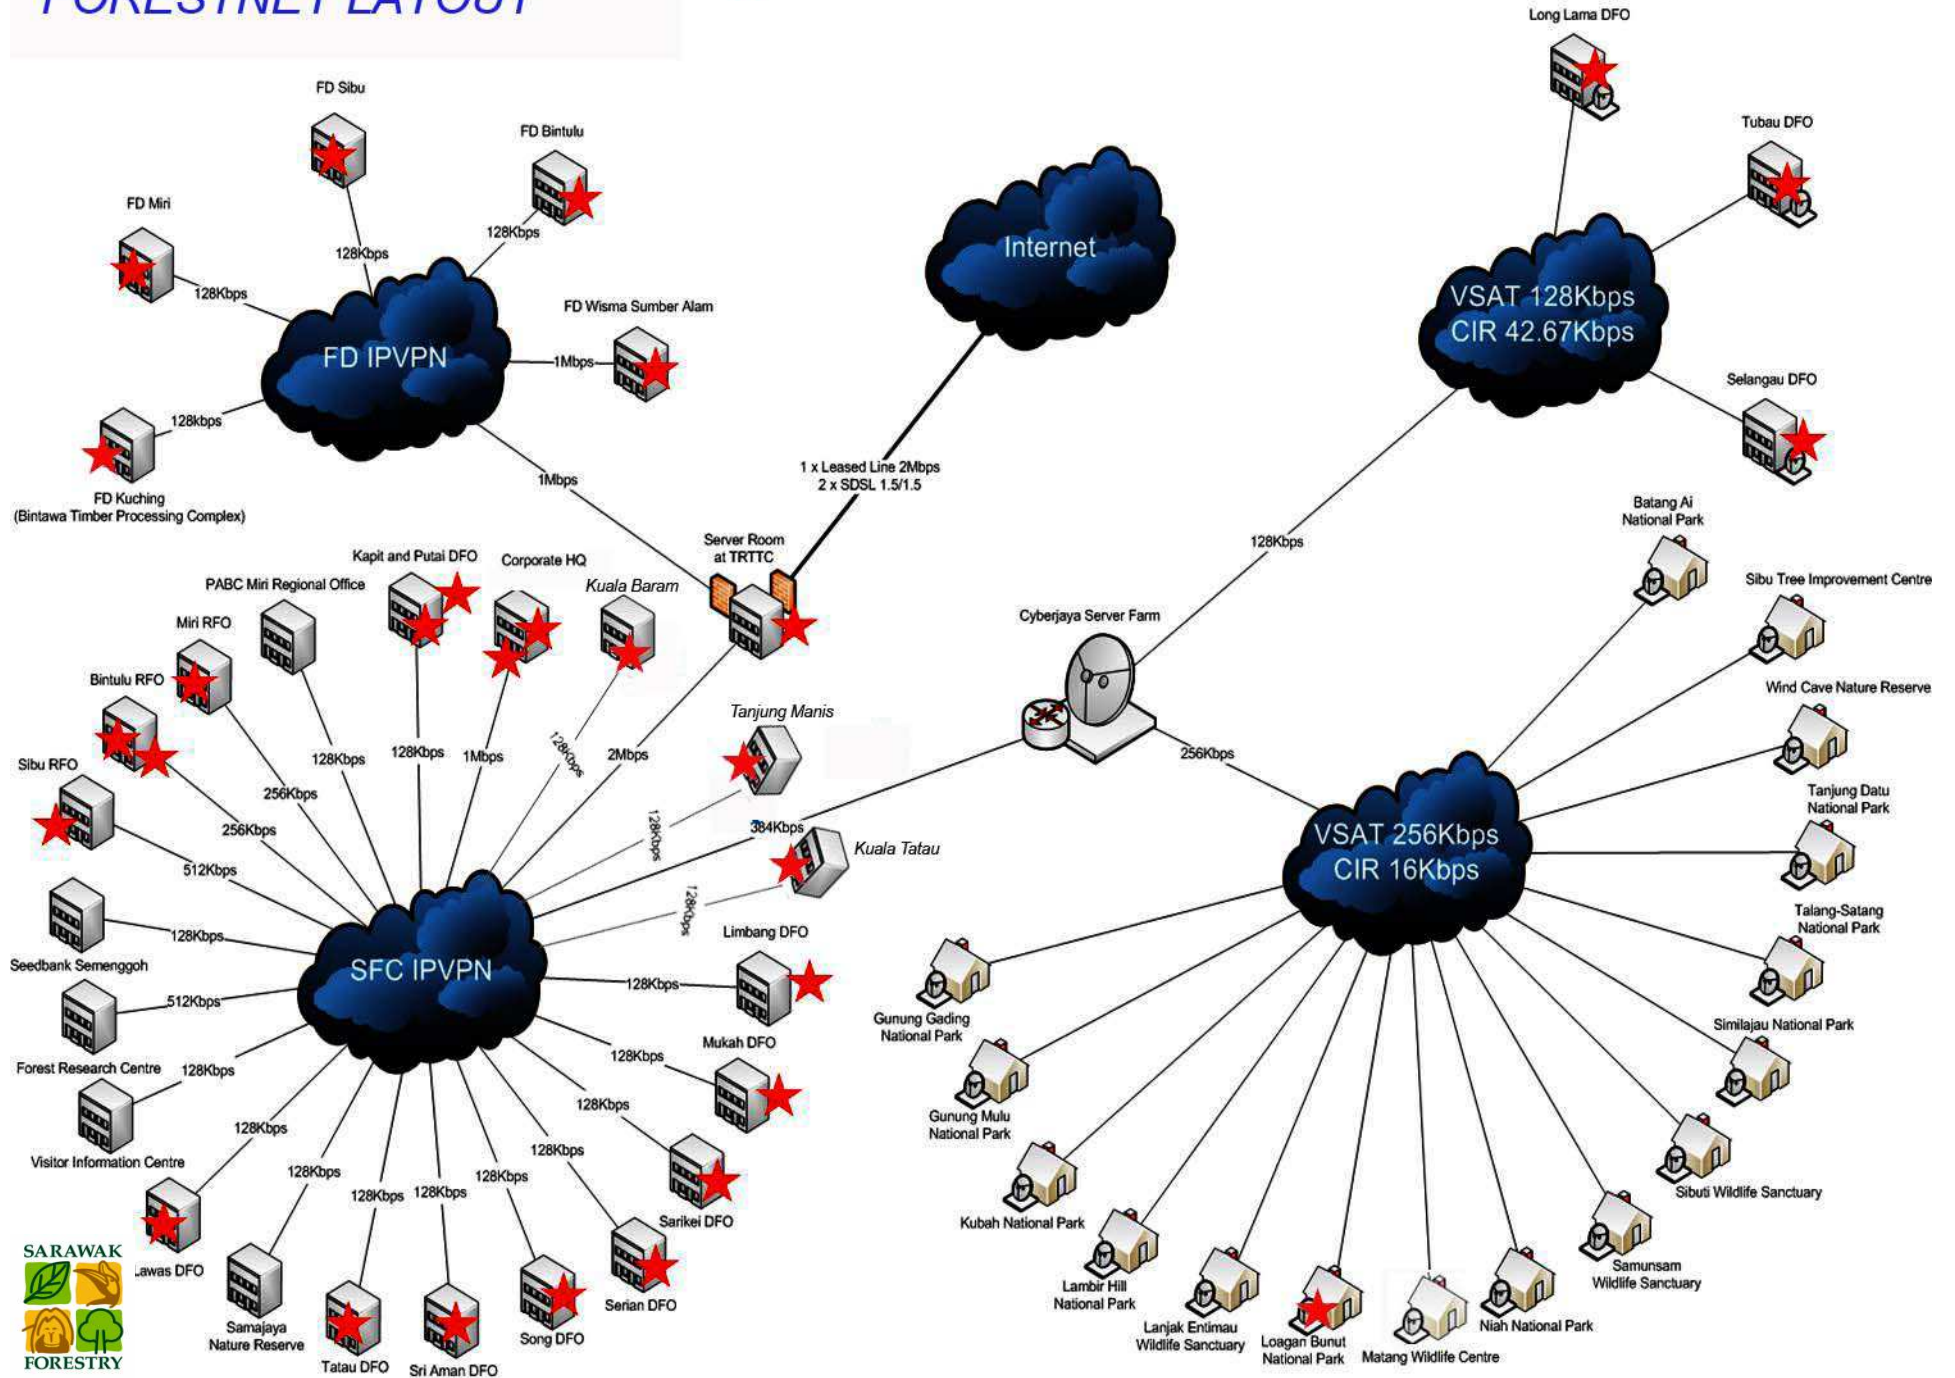 FORESTNET LAYOUT
Long Lama DFO
FD Sibu
Tubau DFO
FD Bintulu
FD Miri
128Kbps
128Kbps
Internet
128Kbps
VSAT 128Kbps
CIR 42.67Kbps
FD Wisma Sumber Alam
FD IPVPN
1Mbps
Selangau DFO
128kbps
1 x Leased Line 2Mbps
2 x SDSL 1.5/1.5
1Mbps
FD Kuching
(Bintawa Timber Processing Complex)
Batang Ai
National Park
128Kbps
Server Room
at TRTTC
Kapit and Putai DFO
Corporate HQ
Kuala Baram
PABC Miri Regional Office
Sibu Tree Improvement Centre
Miri RFO
Cyberjaya Server Farm
Bintulu RFO
Wind Cave Nature Reserve
Tanjung Manis
Sibu RFO
128Kbps
128Kbps
1Mbps
128Kbps
2Mbps
256Kbps
256Kbps
256Kbps
Tanjung Datu
National Park
384Kbps
128Kbps
VSAT 256Kbps
CIR 16Kbps
Kuala Tatau
512Kbps
128Kbps
Talang-Satang
National Park
128Kbps
Limbang DFO
Seedbank Semenggoh
SFC IPVPN
128Kbps
512Kbps
Gunung Gading
National Park
Similajau National Park
Mukah DFO
128Kbps
Forest Research Centre
128Kbps
128Kbps
Gunung Mulu
National Park
128Kbps
128Kbps
Visitor Information Centre
128Kbps
128Kbps
128Kbps
128Kbps
Sibuti Wildlife Sanctuary
Sarikei DFO
Kubah National Park
SARAWAK
Lawas DFO
Samunsam
Wildlife Sanctuary
Lambir Hill
National Park
Serian DFO
Samajaya
Nature Reserve
Song DFO
Lanjak Entimau
Wildlife Sanctuary
Niah National Park
Loagan Bunut
National Park
Matang Wildlife Centre
FORESTRY
Tatau DFO
Sri Aman DFO